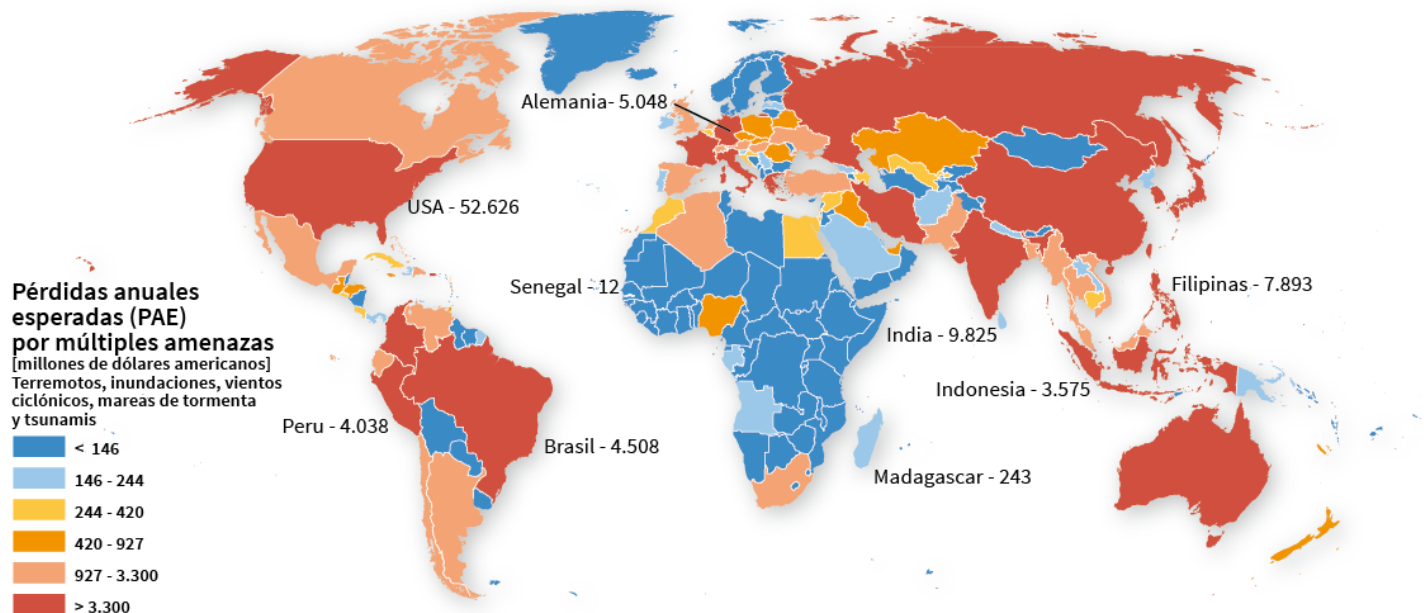 Alemania- 5.048
USA - 52.626
Senegal - 12
Filipinas - 7.893
India - 9.825
Indonesia - 3.575
Peru - 4.038
Brasil - 4.508
Madagascar - 243
Pérdidas anuales
esperadas (PAE)
por múltiples amenazas
[millones de dólares americanos]
Terremotos, inundaciones, vientos
ciclónicos, mareas de tormenta
y tsunamis
< 146
146 - 244
244 - 420
420 - 927
927 - 3.300
> 3.300